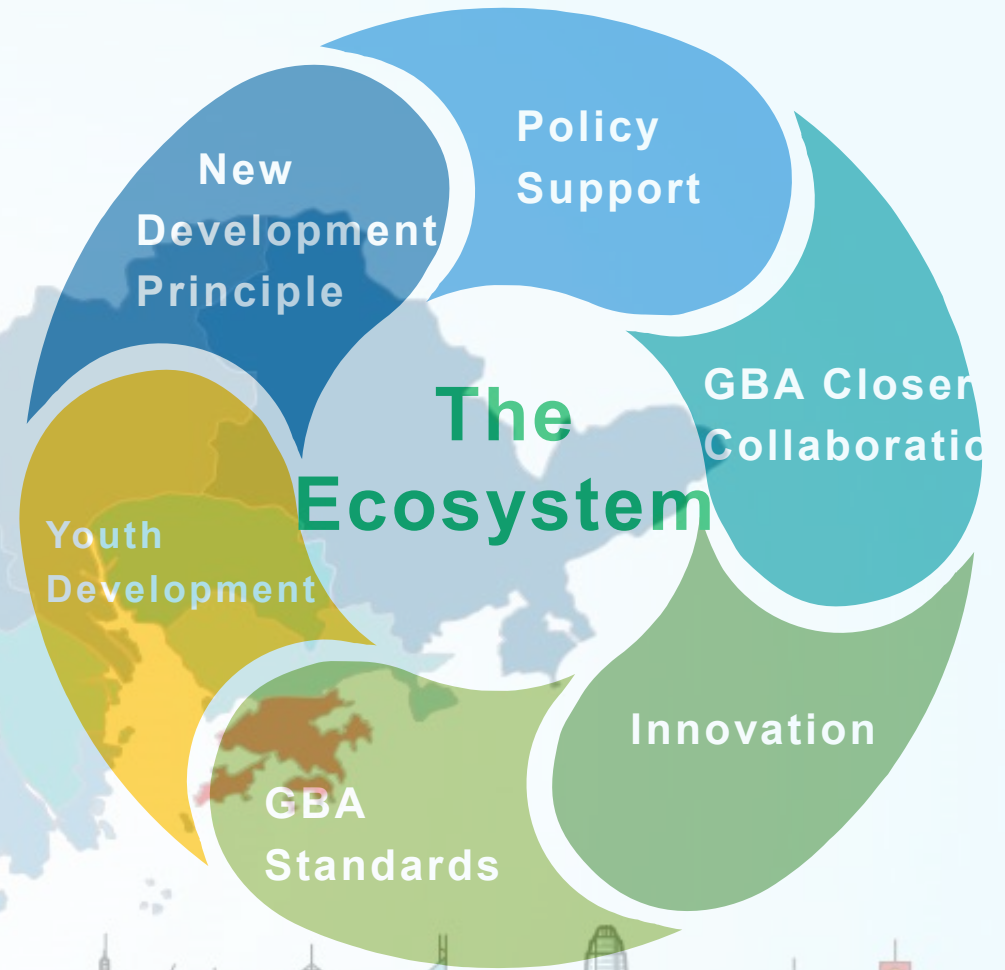 New
Development
Principle
Policy
Support
GBA Closer
Collaboratio
The
Ecosystem
Youth
Development
Innovation
GBA
Standards